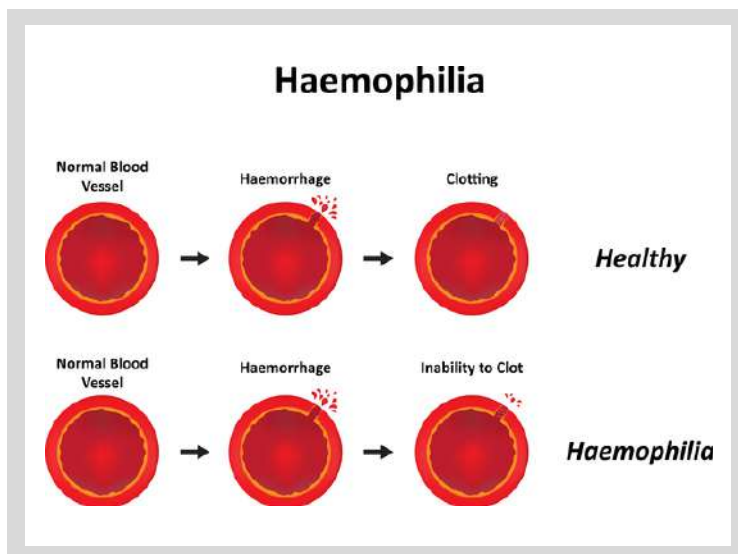 Haemophilia
Normal Blood
Vessel
Haemorrhage
Clotting
Healthy
Normal Blood
Vessel
Haemorrhage
Inability to Clot
Haemophilia